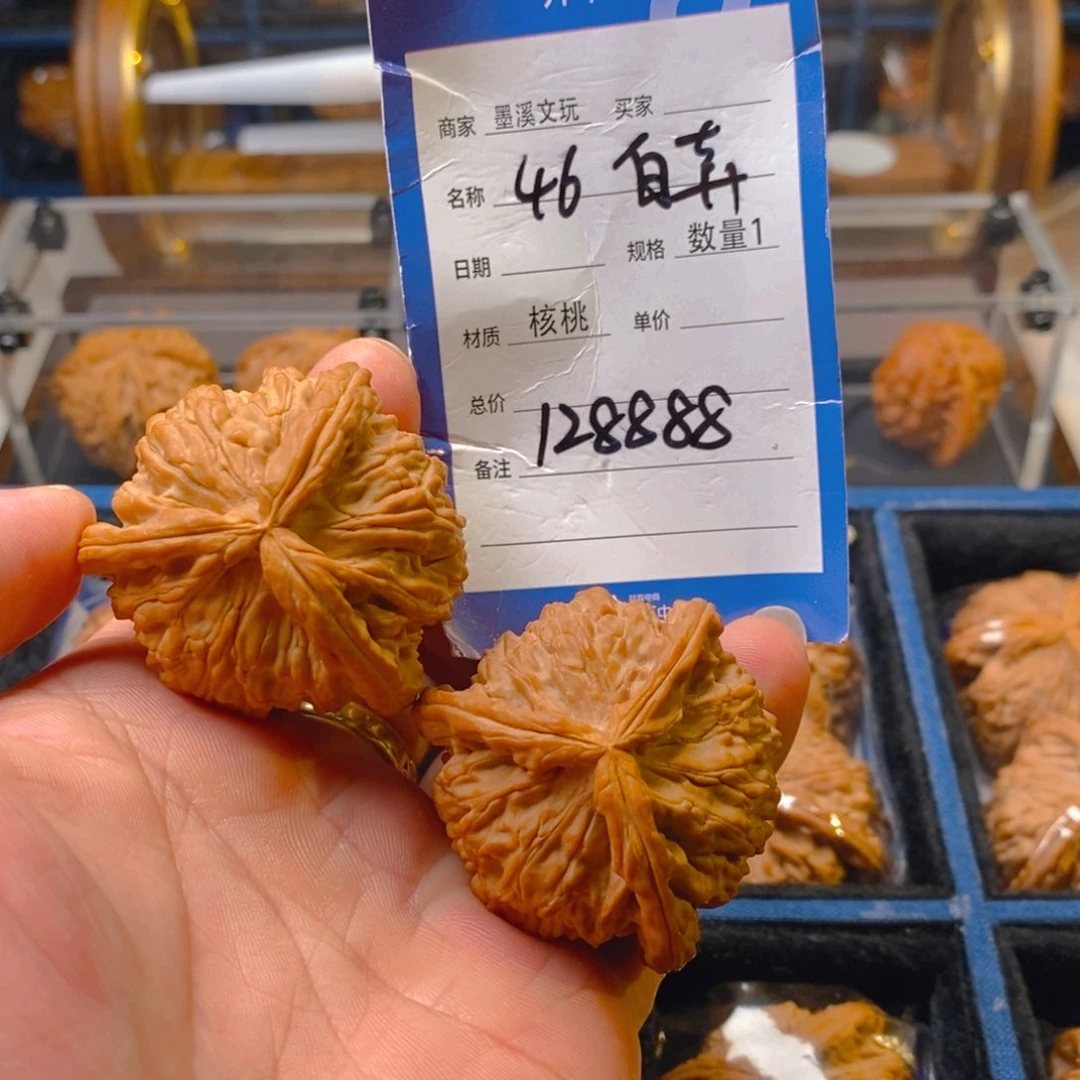 商家 墨溪文玩 买家
名称 46 白奔
日期 规格 数量1
材质 核桃 单价
总价 128888
备注